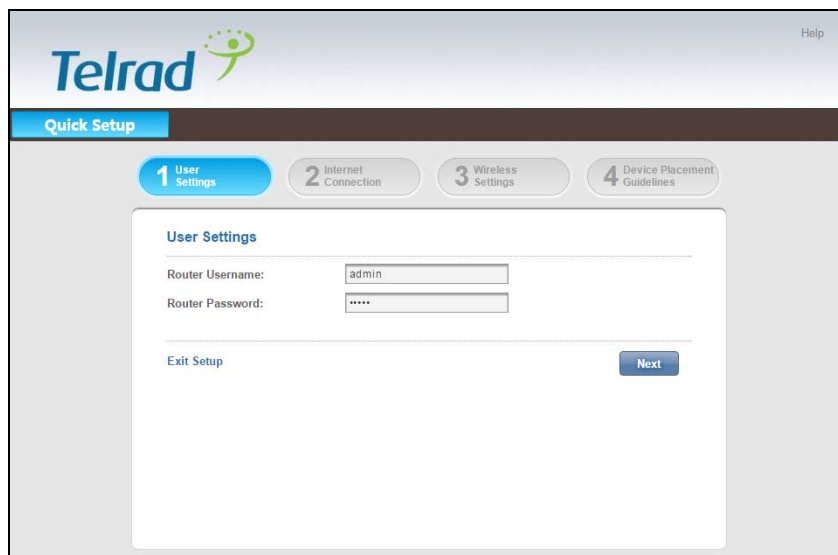 Telrad
Help
Quick Setup
1 User Settings
2 Internet Connection
3 Wireless Settings
4 Device Placement Guidelines
User Settings
Router Username: admin
Router Password: •••••
Exit Setup
Next